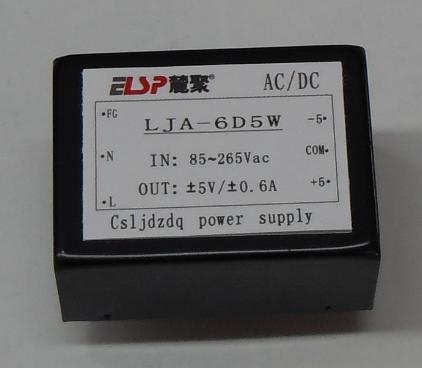 ELSP 麓聚® AC/DC
•FG LJA-6D5W -5•
•N IN: 85~265Vac COM•
OUT: ±5V/±0.6A +5•
•L
Csljdzdq power supply